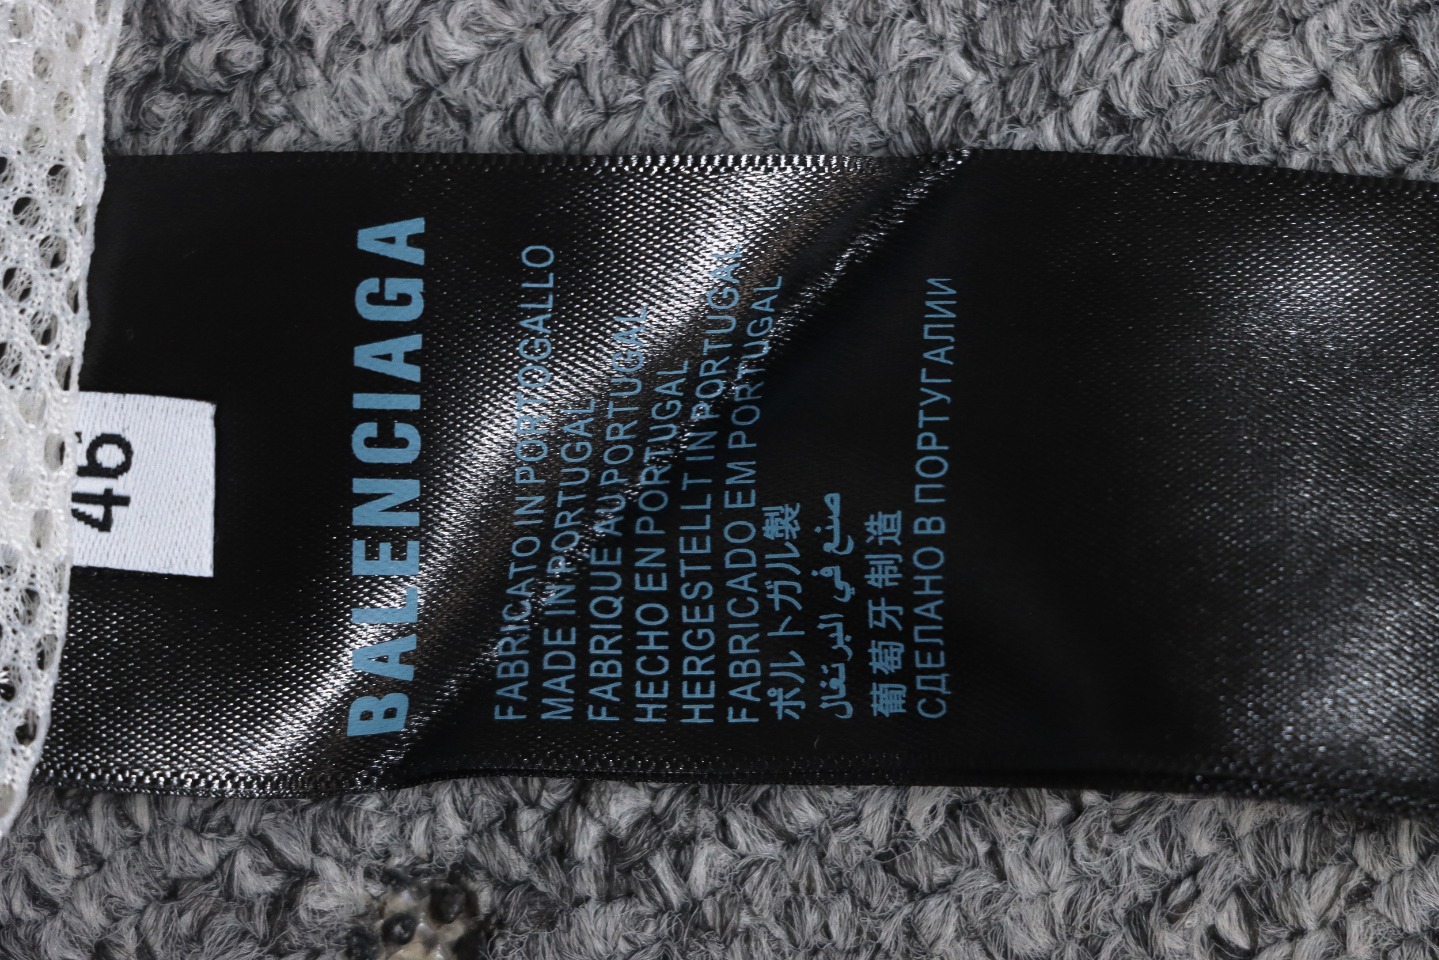 46
BALENCIAGA
FABRICATO IN PORTOGALLO
MADE IN PORTUGAL
FABRIQUE AU PORTUGAL
HECHO EN PORTUGAL
HERGESTELLT IN PORTUGAL
FABRICADO EM PORTUGAL
ポルトガル製
صنع في البرتغال
葡萄牙制造
СДЕЛАНО В ПОРТУГАЛИИ